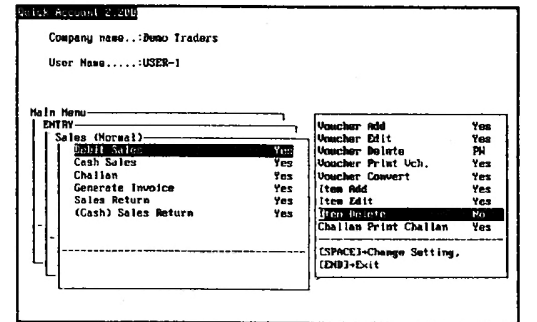 Quick Account 2.20B
Company name..:Demo Traders
User Name.....:USER-1
Main Menu
ENTRY
Sales (Normal)
Debit Sales Yes
Cash Sales Yes
Challan Yes
Generate Invoice Yes
Sales Return Yes
(Cash) Sales Return Yes
Voucher Add Yes
Voucher Edit Yes
Voucher Delete PW
Voucher Print Vch. Yes
Voucher Convert Yes
Item Add Yes
Item Edit Yes
Item Delete No
Challan Print Challan Yes
[SPACE]→Change Setting,
[END]→Exit